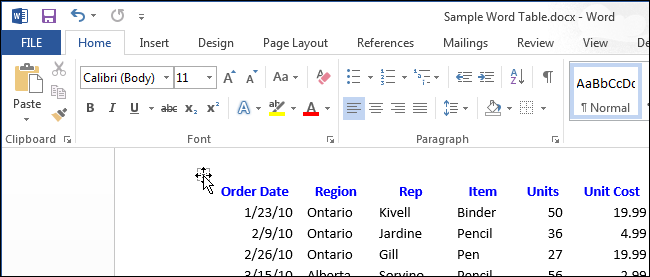 Sample Word Table.docx - Word
FILE Home Insert Design Page Layout References Mailings Review View
Calibri (Body) 11 A A Aa A
Paste
B I U abc X₂ X² A ab A
A Z ¶
AaBbCcDc
¶ Normal
Clipboard Font Paragraph
Order Date Region Rep Item Units Unit Cost
1/23/10 Ontario Kivell Binder 50 19.99
2/9/10 Ontario Jardine Pencil 36 4.99
2/26/10 Ontario Gill Pen 27 19.99
3/15/10 Alberta Sorvino Pencil 56 2.99